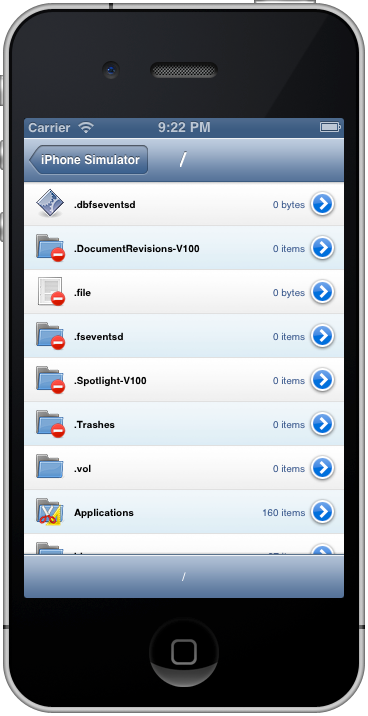 Carrier 9:22 PM
iPhone Simulator /
.dbfseventsd 0 bytes
.DocumentRevisions-V100 0 items
.file 0 bytes
.fseventsd 0 items
.Spotlight-V100 0 items
.Trashes 0 items
.vol 0 items
Applications 160 items
/